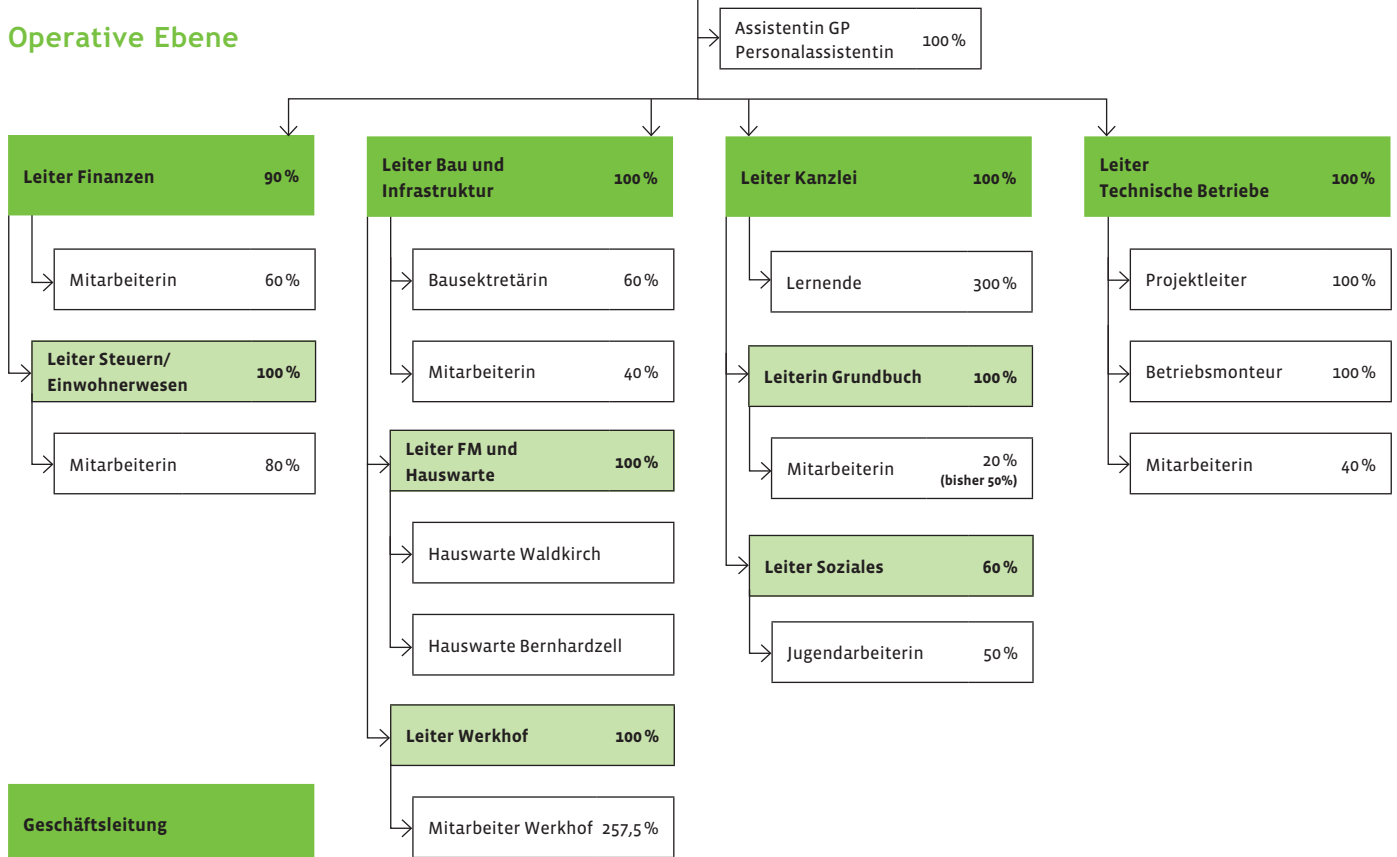 Operative Ebene
Assistentin GP
Personalassistentin 100 %
Leiter Finanzen 90 %
Mitarbeiterin 60 %
Leiter Steuern/
Einwohnerwesen 100 %
Mitarbeiterin 80 %
Leiter Bau und
Infrastruktur 100 %
Bausektretärin 60 %
Mitarbeiterin 40 %
Leiter FM und
Hauswarte 100 %
Hauswarte Waldkirch
Hauswarte Bernhardzell
Leiter Werkhof 100 %
Mitarbeiter Werkhof 257,5 %
Leiter Kanzlei 100 %
Lernende 300 %
Leiterin Grundbuch 100 %
Mitarbeiterin 20 %
(bisher 50%)
Leiter Soziales 60 %
Jugendarbeiterin 50 %
Leiter
Technische Betriebe 100 %
Projektleiter 100 %
Betriebsmonteur 100 %
Mitarbeiterin 40 %
Geschäftsleitung